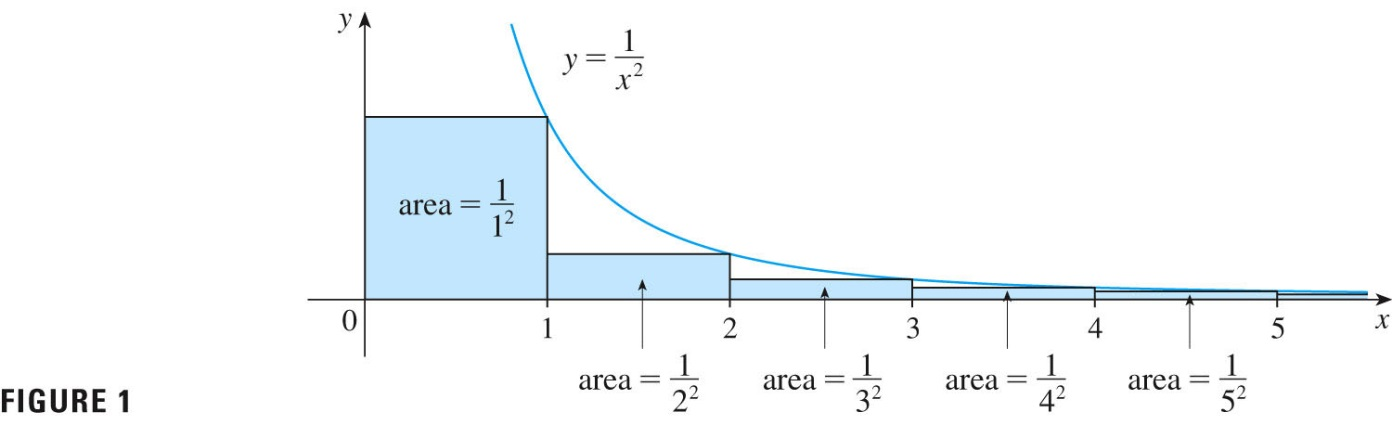 y
y = 1/x²
area = 1/1²
0 1 2 3 4 5 x
area = 1/2² area = 1/3² area = 1/4² area = 1/5²
FIGURE 1